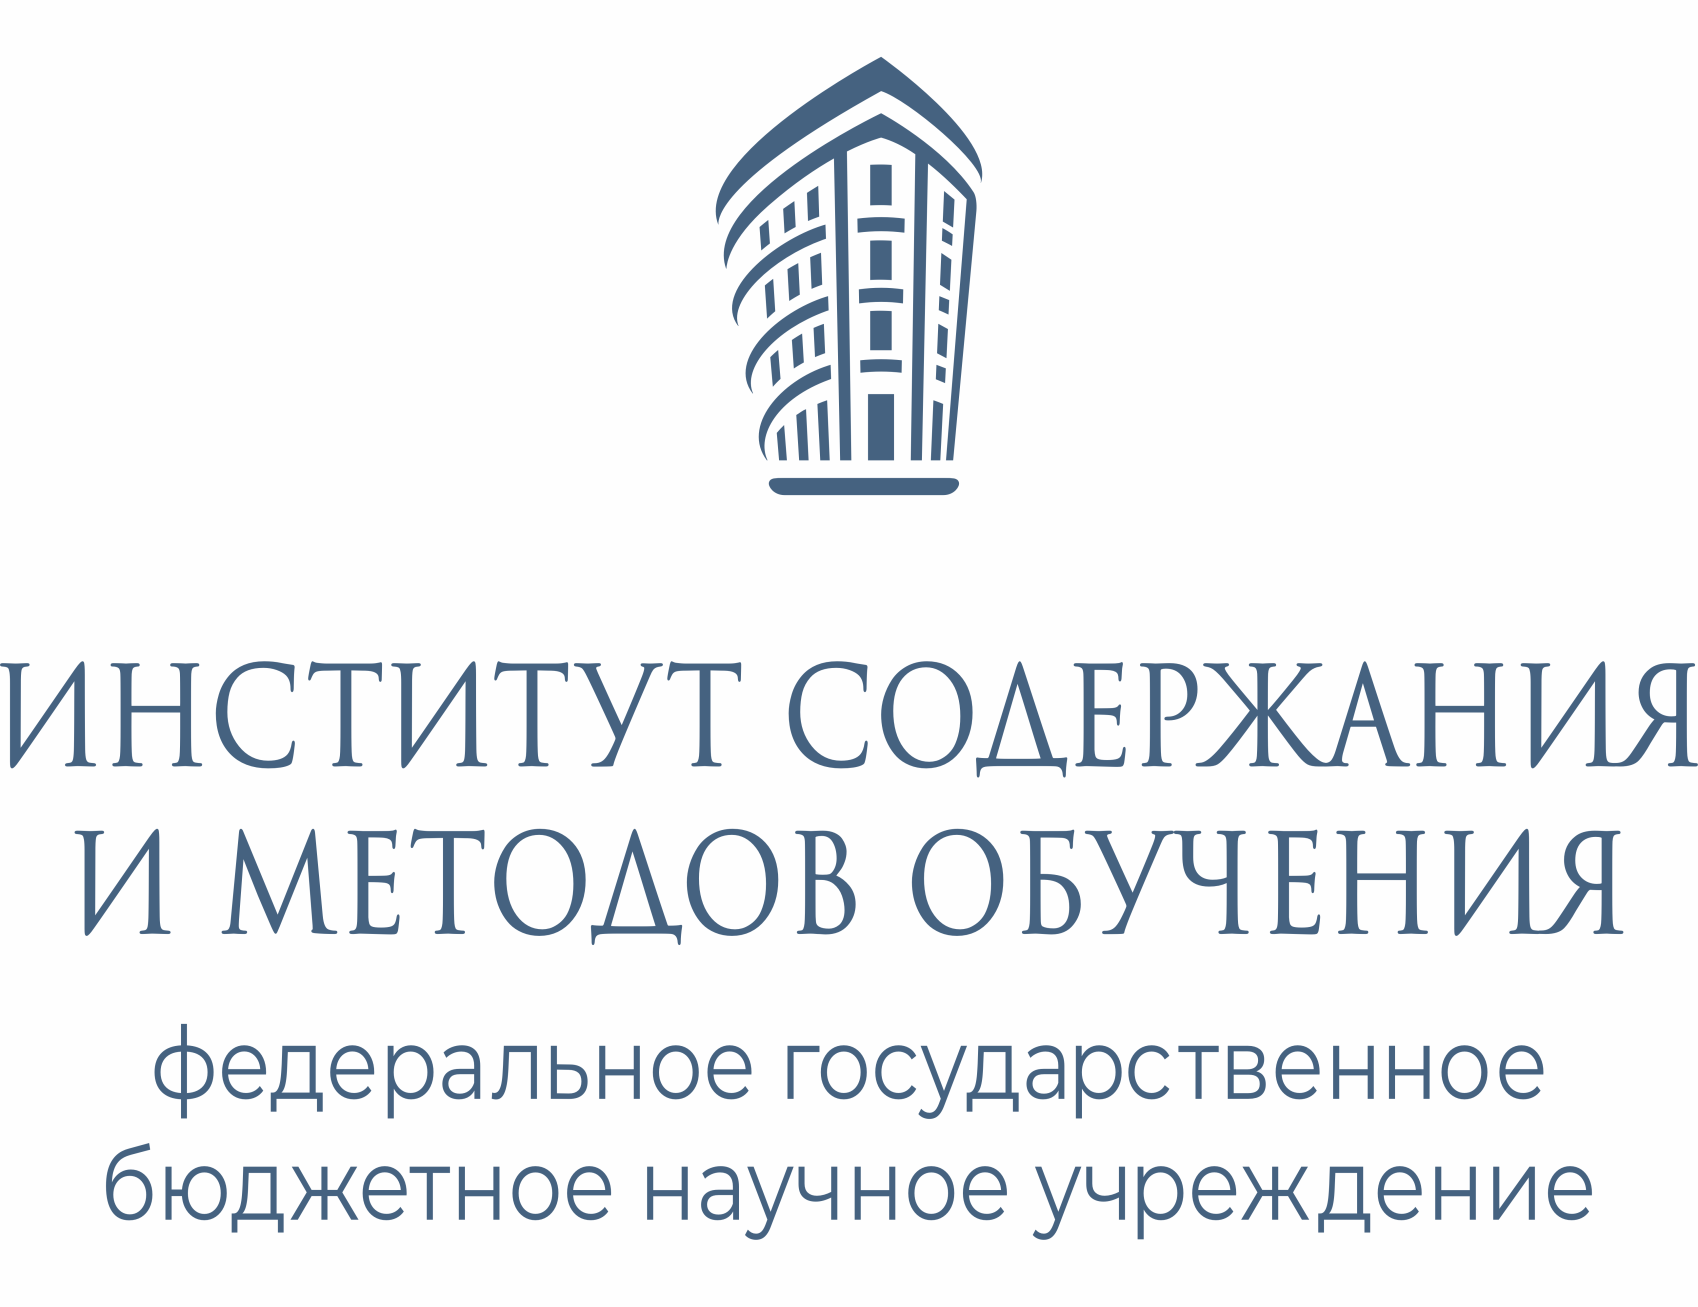 ИНСТИТУТ СОДЕРЖАНИЯ
И МЕТОДОВ ОБУЧЕНИЯ
федеральное государственное
бюджетное научное учреждение